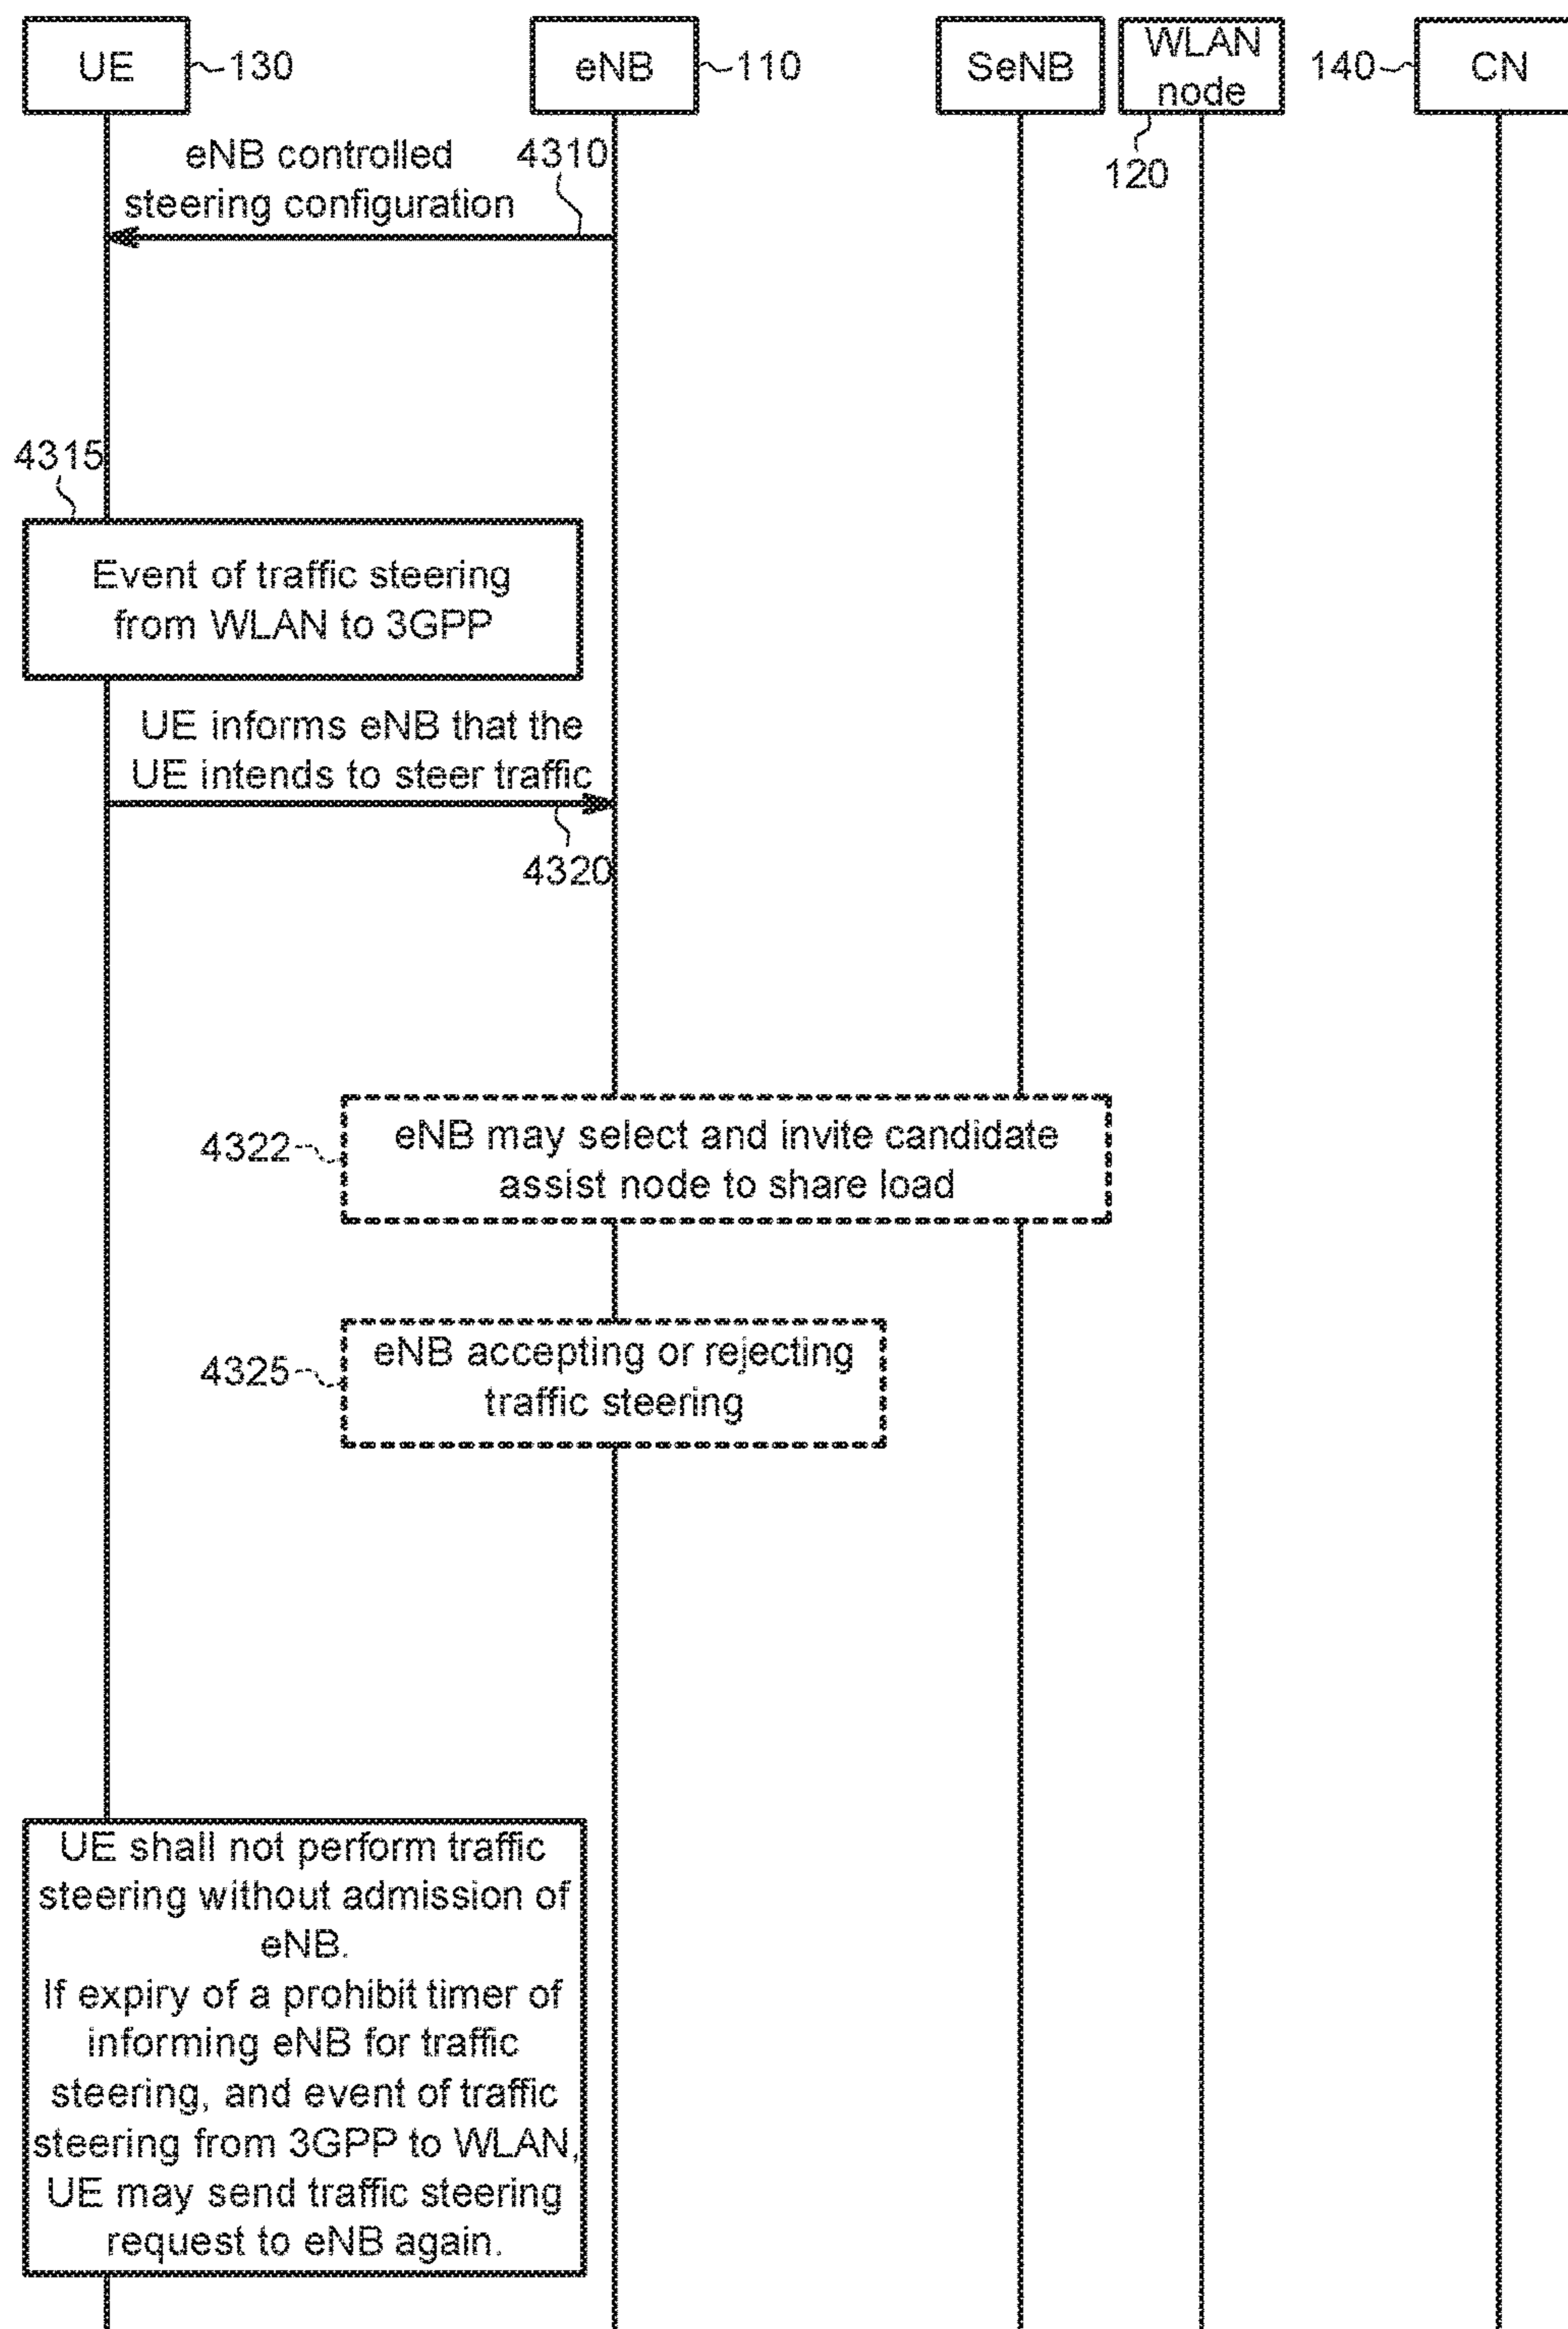 UE
130
eNB
110
SeNB
WLAN
node
120
140
CN
eNB controlled
steering configuration
4310
4315
Event of traffic steering
from WLAN to 3GPP
UE informs eNB that the
UE intends to steer traffic
4320
4322
eNB may select and invite candidate
assist node to share load
4325
eNB accepting or rejecting
traffic steering
UE shall not perform traffic
steering without admission of
eNB.
If expiry of a prohibit timer of
informing eNB for traffic
steering, and event of traffic
steering from 3GPP to WLAN,
UE may send traffic steering
request to eNB again.